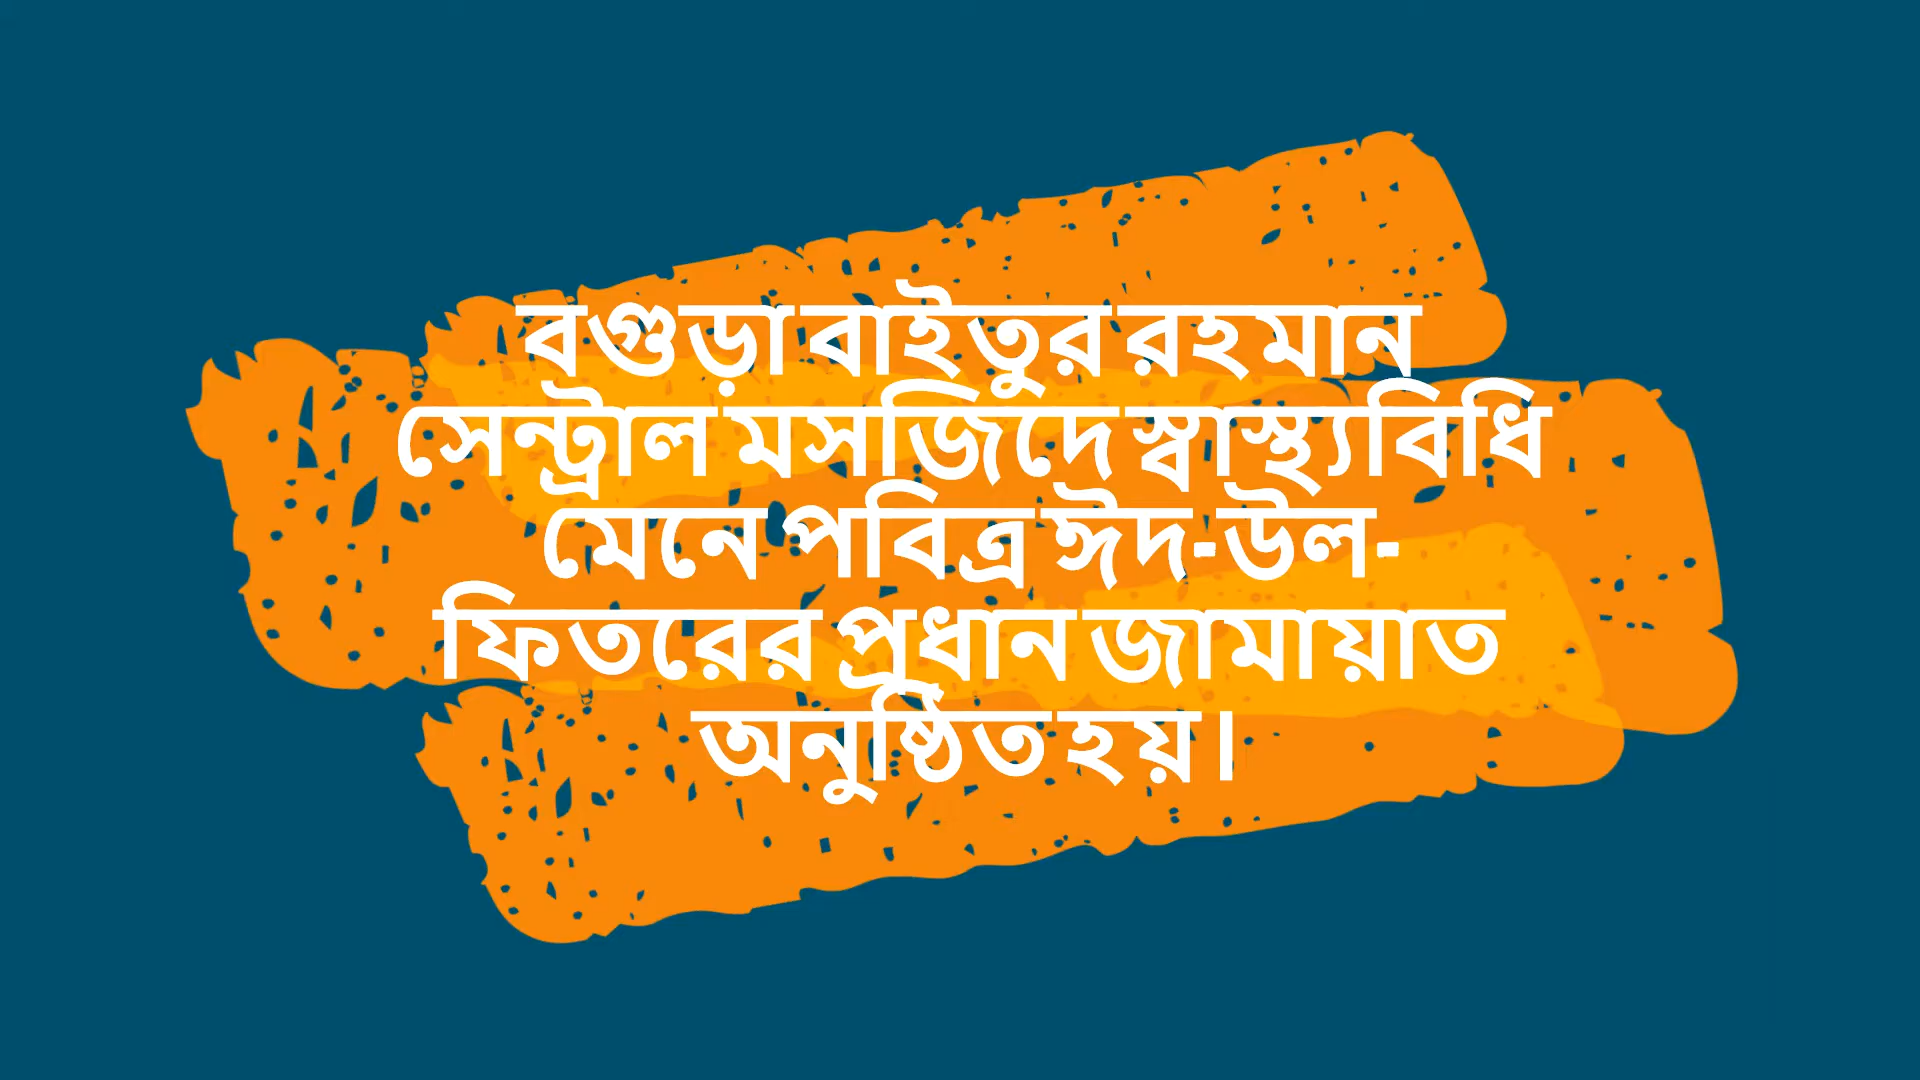 বগুড়া বাইতুর রহমান
সেন্ট্রাল মসজিদে স্বাস্থ্যবিধি
মেনে পবিত্র ঈদ-উল-
ফিতরের প্রধান জামায়াত
অনুষ্ঠিত হয়।